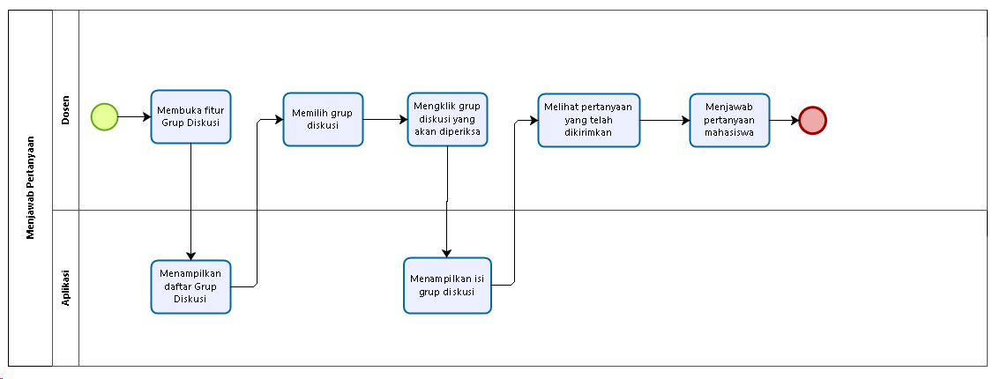 Menjawab Pertanyaan
Dosen
Membuka fitur
Grup Diskusi
Memilih grup
diskusi
Mengklik grup
diskusi yang
akan diperiksa
Melihat pertanyaan
yang telah
dikirimkan
Menjawab
pertanyaan
mahasiswa
Aplikasi
Menampilkan
daftar Grup
Diskusi
Menampilkan isi
grup diskusi